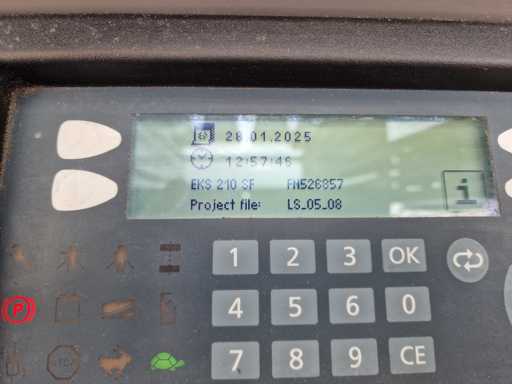 28.01.2025
12:57:46
EKS 210 SF FN526857
Project file: LS_05_08
i
1 2 3 OK
P
4 5 6 0
STOP
7 8 9 CE